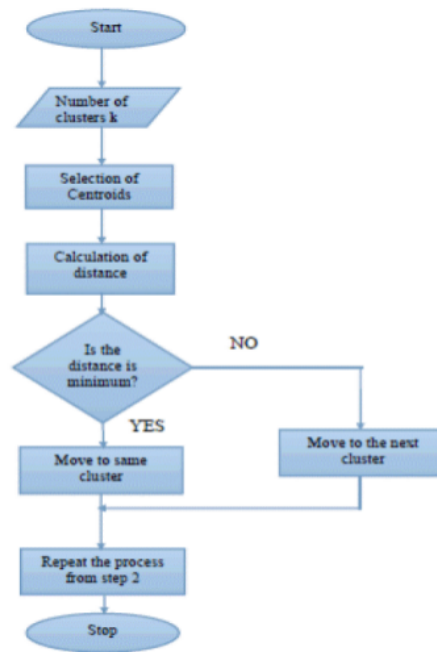 Start
Number of
clusters k
Selection of
Centroids
Calculation of
distance
Is the
distance is
minimum?
NO
YES
Move to same
cluster
Move to the next
cluster
Repeat the process
from step 2
Stop